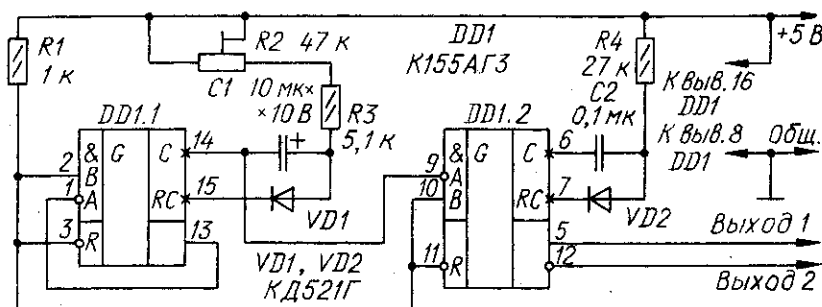 R1
1 к
R2 47 к
C1
10 мк×
×10 В
R3
5,1 к
DD1
К155АГ3
R4
27 к
C2
0,1 мк
+5 В
К выв.16
DD1
К выв.8
DD1
Общ.
DD1.1
&
G
C
14
2
B
1
A
RC
15
3
R
13
VD1
VD1, VD2
КД521Г
DD1.2
&
G
C
6
9
A
10
B
RC
7
VD2
11
R
5
12
Выход 1
Выход 2